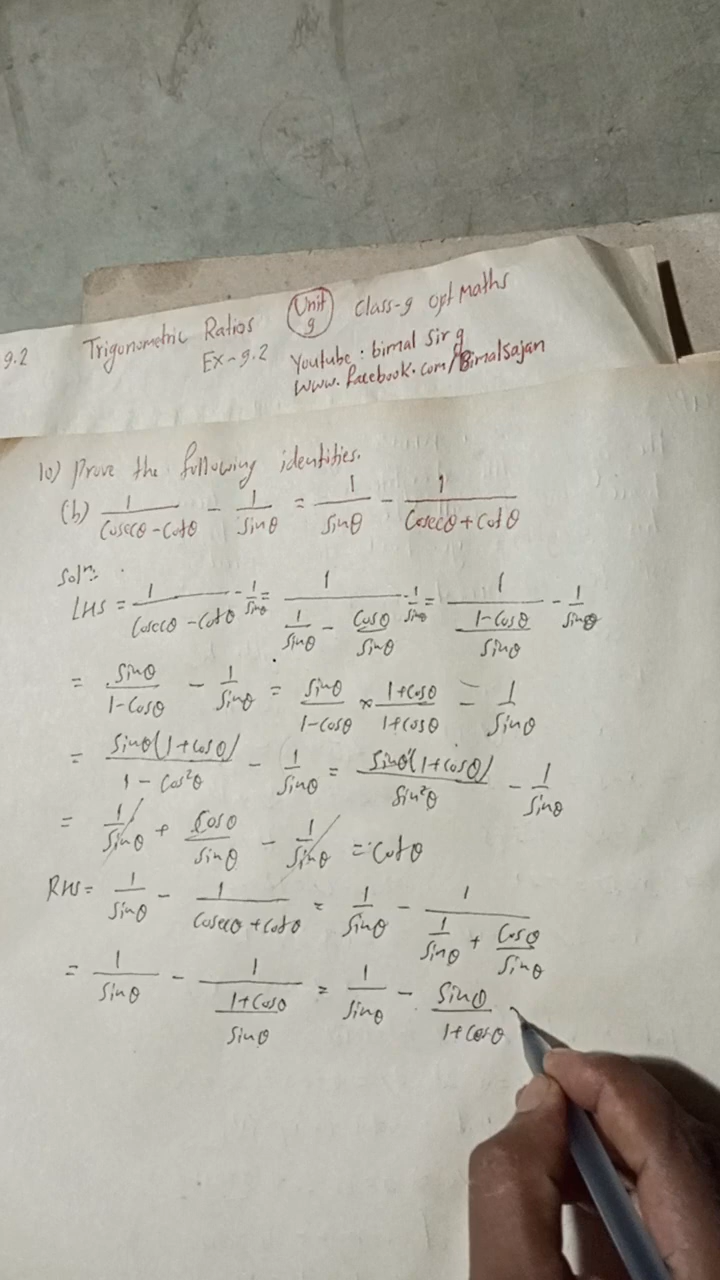 9.2 Trigonometric Ratios Unit 9 Class-9 Opt Maths
Ex-9.2 Youtube: bimal Sir g
www.facebook.com/Bimalsajan
10) Prove the following identities.
(b) 1/(Cosecθ - Cotθ) - 1/Sinθ = 1/Sinθ - 1/(Cosecθ + Cotθ)
Solⁿ:
LHS = 1/(Cosecθ - Cotθ) - 1/Sinθ = 1/(1/Sinθ - Cosθ/Sinθ) - 1/Sinθ = 1/((1-Cosθ)/Sinθ) - 1/Sinθ
= Sinθ/(1-Cosθ) - 1/Sinθ = Sinθ/(1-Cosθ) × (1+Cosθ)/(1+Cosθ) = 1/Sinθ
= Sinθ(1+Cosθ)/(1 - Cos²θ) - 1/Sinθ = Sinθ(1+Cosθ)/Sin²θ - 1/Sinθ
= 1/Sinθ + Cosθ/Sinθ - 1/Sinθ = Cotθ
RHS = 1/Sinθ - 1/(Cosecθ + Cotθ) = 1/Sinθ - 1/(1/Sinθ + Cosθ/Sinθ)
= 1/Sinθ - 1/((1+Cosθ)/Sinθ) = 1/Sinθ - Sinθ/(1+Cosθ)